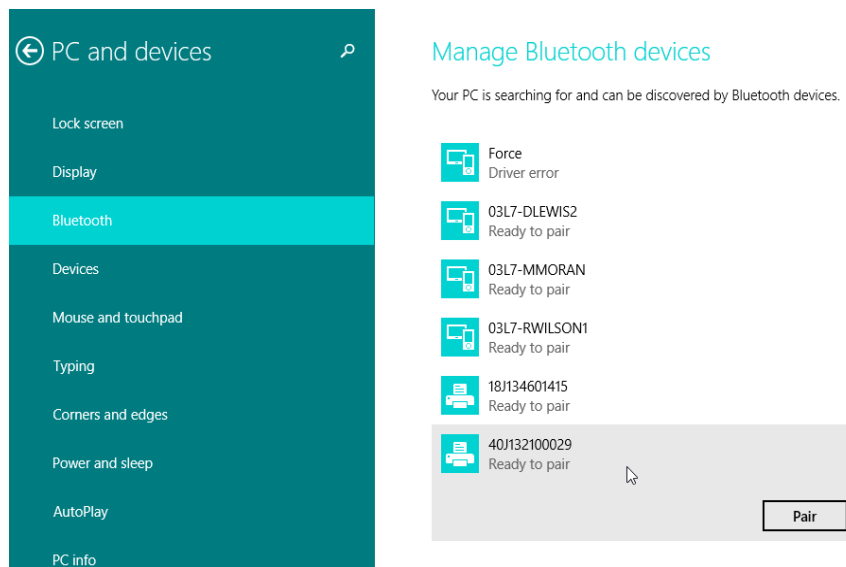 PC and devices
Lock screen
Display
Bluetooth
Devices
Mouse and touchpad
Typing
Corners and edges
Power and sleep
AutoPlay
PC info
Manage Bluetooth devices
Your PC is searching for and can be discovered by Bluetooth devices.
Force
Driver error
03L7-DLEWIS2
Ready to pair
03L7-MMORAN
Ready to pair
03L7-RWILSON1
Ready to pair
18J134601415
Ready to pair
40J132100029
Ready to pair
Pair